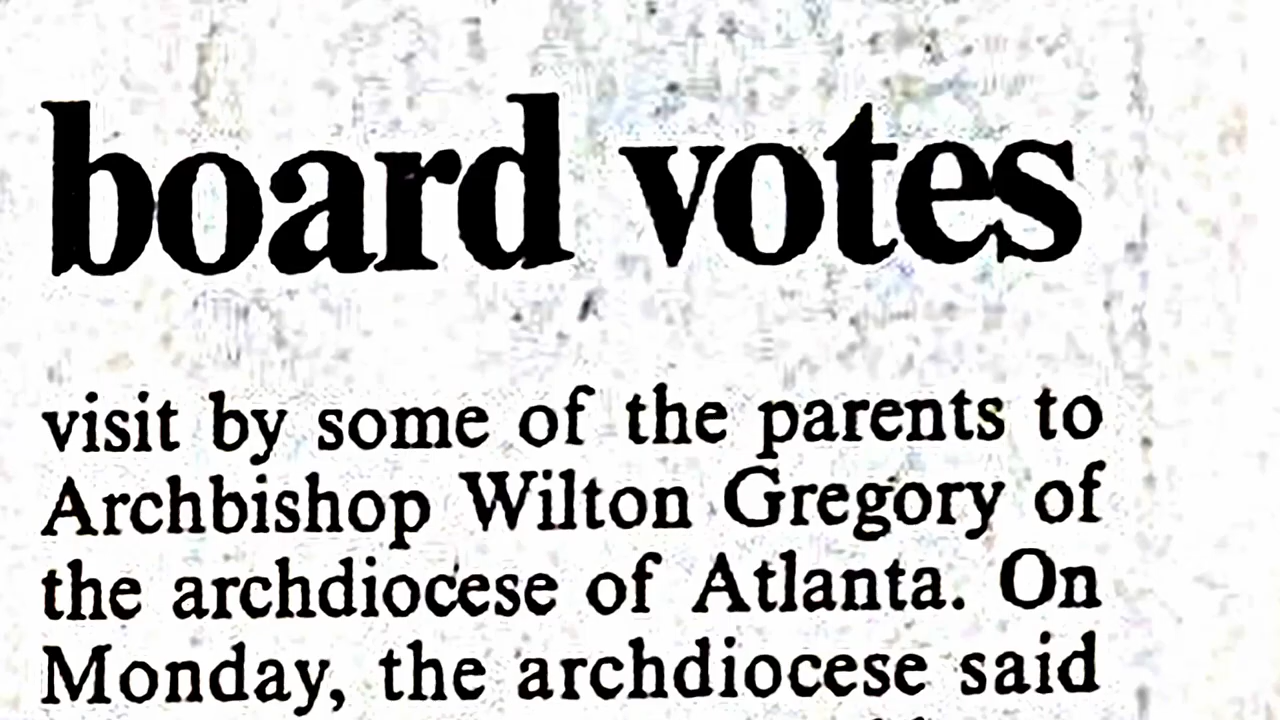 board votes
visit by some of the parents to
Archbishop Wilton Gregory of
the archdiocese of Atlanta. On
Monday, the archdiocese said